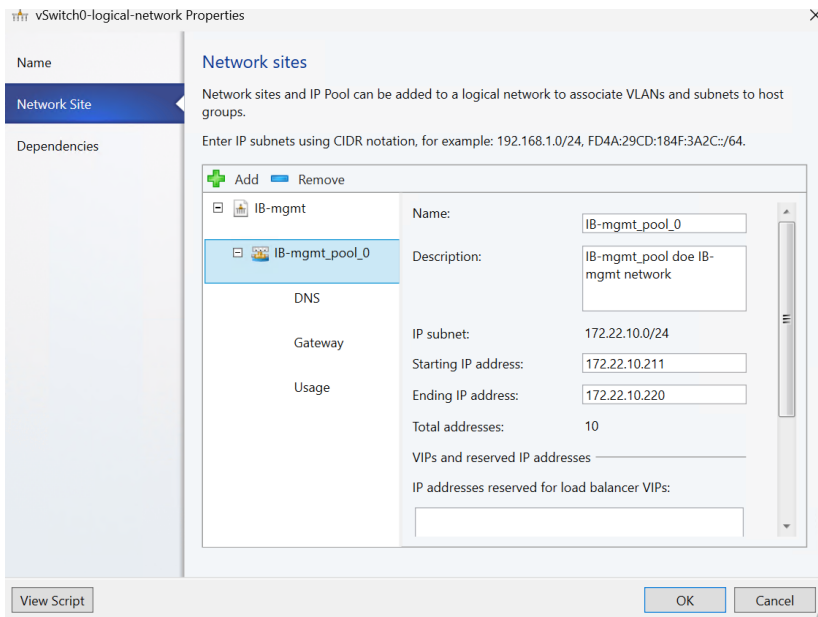 vSwitch0-logical-network Properties
Name
Network Site
Dependencies
Network sites
Network sites and IP Pool can be added to a logical network to associate VLANs and subnets to host
groups.
Enter IP subnets using CIDR notation, for example: 192.168.1.0/24, FD4A:29CD:184F:3A2C::/64.
Add Remove
IB-mgmt
IB-mgmt_pool_0
DNS
Gateway
Usage
Name: IB-mgmt_pool_0
Description: IB-mgmt_pool doe IB-
mgmt network
IP subnet: 172.22.10.0/24
Starting IP address: 172.22.10.211
Ending IP address: 172.22.10.220
Total addresses: 10
VIPs and reserved IP addresses
IP addresses reserved for load balancer VIPs:
View Script OK Cancel